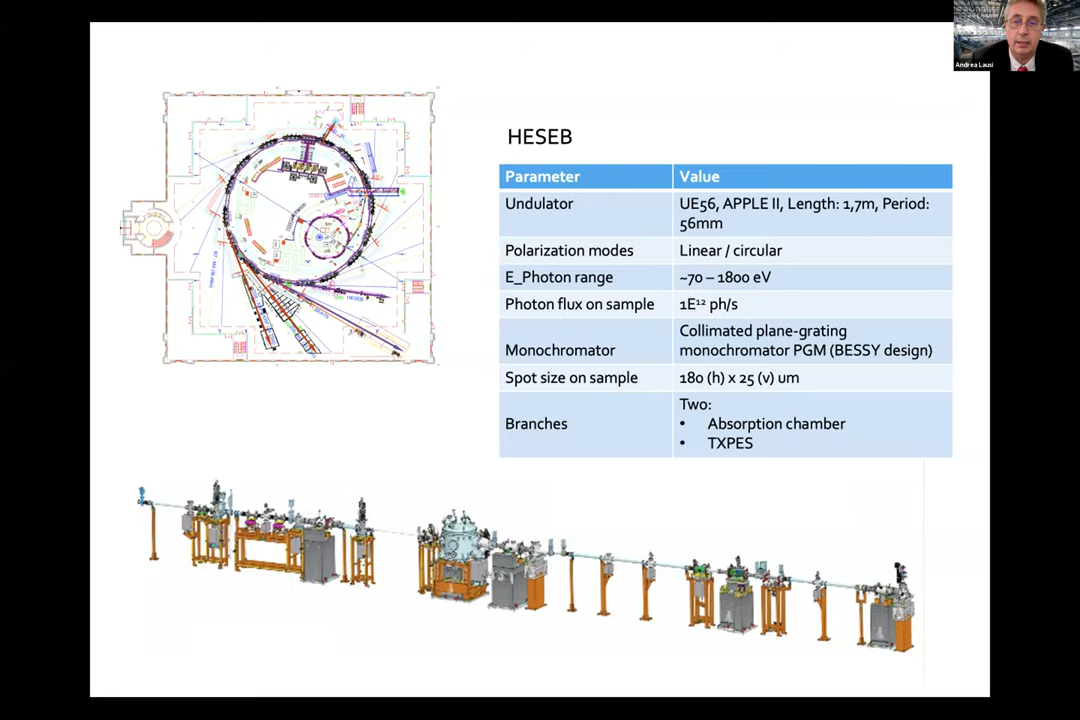 Andrea Lausi
HESEB
Parameter Value
Undulator UE56, APPLE II, Length: 1,7m, Period:
56mm
Polarization modes Linear / circular
E_Photon range ~70 – 1800 eV
Photon flux on sample 1E¹² ph/s
Collimated plane-grating
Monochromator monochromator PGM (BESSY design)
Spot size on sample 180 (h) x 25 (v) um
Two:
Branches • Absorption chamber
• TXPES
HESEB
BEATS